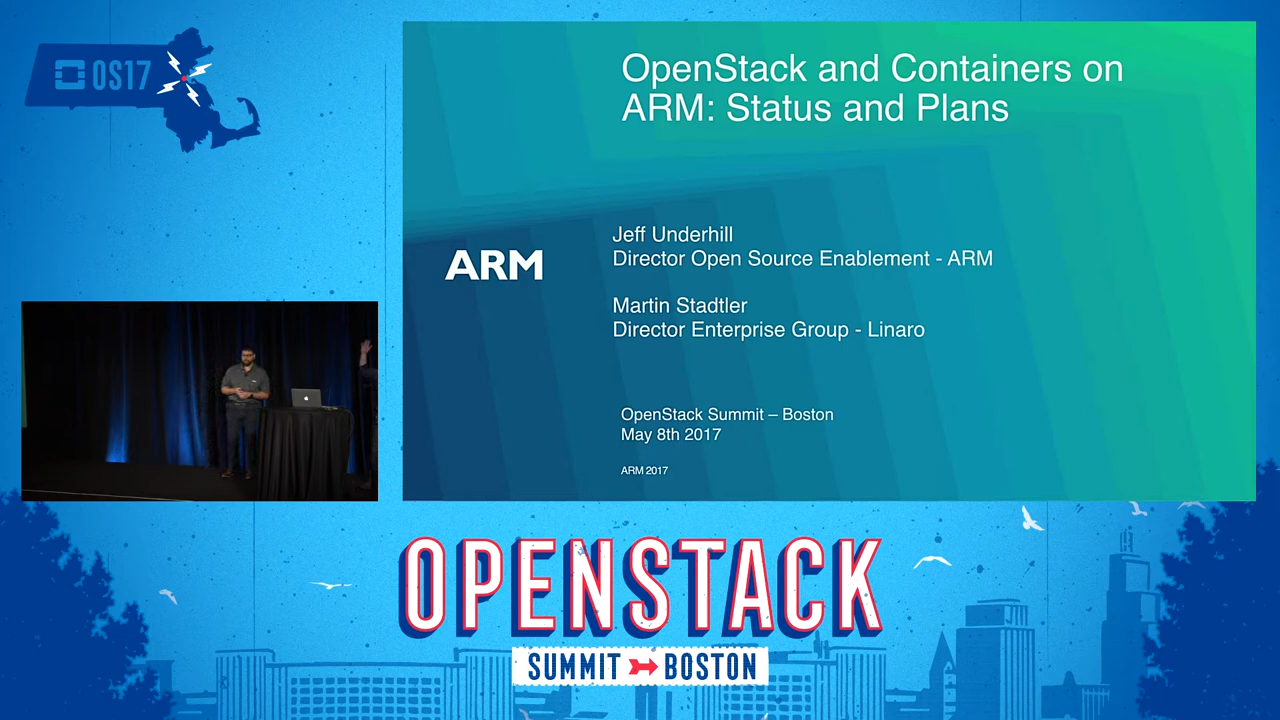 OS17
OpenStack and Containers on
ARM: Status and Plans
ARM
Jeff Underhill
Director Open Source Enablement - ARM
Martin Stadtler
Director Enterprise Group - Linaro
OpenStack Summit – Boston
May 8th 2017
ARM 2017
OPENSTACK
SUMMIT BOSTON